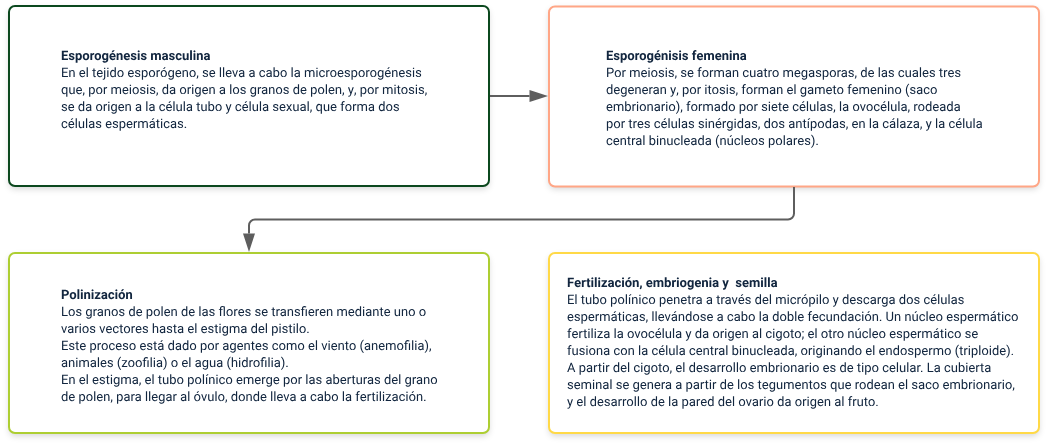 Esporogénesis masculina
En el tejido esporógeno, se lleva a cabo la microesporogénesis
que, por meiosis, da origen a los granos de polen, y, por mitosis,
se da origen a la célula tubo y célula sexual, que forma dos
células espermáticas.
Esporogénisis femenina
Por meiosis, se forman cuatro megasporas, de las cuales tres
degeneran y, por itosis, forman el gameto femenino (saco
embrionario), formado por siete células, la ovocélula, rodeada
por tres células sinérgidas, dos antípodas, en la cálaza, y la célula
central binucleada (núcleos polares).
Polinización
Los granos de polen de las flores se transfieren mediante uno o
varios vectores hasta el estigma del pistilo.
Este proceso está dado por agentes como el viento (anemofilia),
animales (zoofilia) o el agua (hidrofilia).
En el estigma, el tubo polínico emerge por las aberturas del grano
de polen, para llegar al óvulo, donde lleva a cabo la fertilización.
Fertilización, embriogenia y  semilla
El tubo polínico penetra a través del micrópilo y descarga dos células
espermáticas, llevándose a cabo la doble fecundación. Un núcleo espermático
fertiliza la ovocélula y da origen al cigoto; el otro núcleo espermático se
fusiona con la célula central binucleada, originando el endospermo (triploide).
A partir del cigoto, el desarrollo embrionario es de tipo celular. La cubierta
seminal se genera a partir de los tegumentos que rodean el saco embrionario,
y el desarrollo de la pared del ovario da origen al fruto.